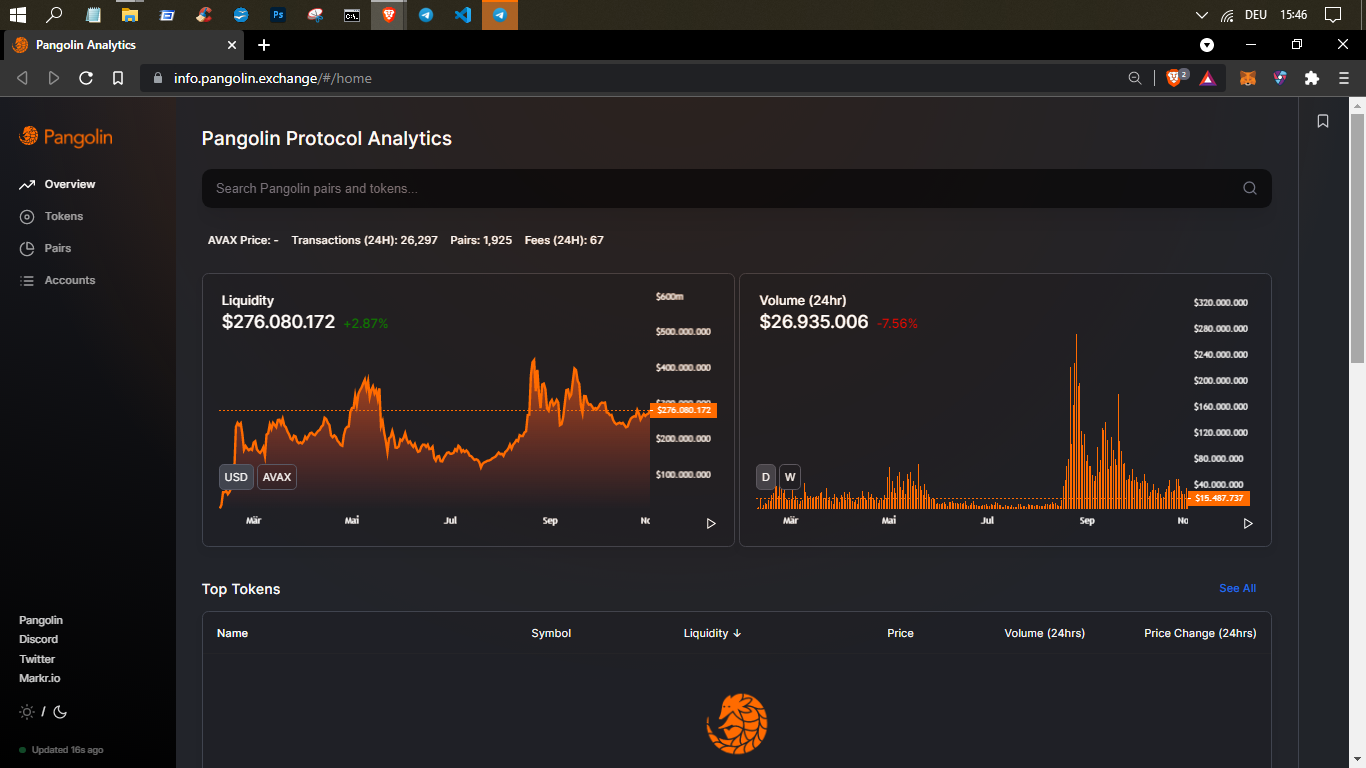 DEU 15:46
Pangolin Analytics
info.pangolin.exchange/#/home
2
Pangolin
Overview
Tokens
Pairs
Accounts
Pangolin
Discord
Twitter
Markr.io
/
Updated 16s ago
Pangolin Protocol Analytics
Search Pangolin pairs and tokens...
AVAX Price: - Transactions (24H): 26,297 Pairs: 1,925 Fees (24H): 67
Liquidity
$276.080.172 +2.87%
$600m
$500.000.000
$400.000.000
$276.080.172
$200.000.000
$100.000.000
USD AVAX
Mär Mai Jul Sep
Volume (24hr)
$26.935.006 -7.56%
$320.000.000
$280.000.000
$240.000.000
$200.000.000
$160.000.000
$120.000.000
$80.000.000
$40.000.000
$15.487.737
D W
Mär Mai Jul Sep No
Top Tokens See All
Name Symbol Liquidity ↓ Price Volume (24hrs) Price Change (24hrs)